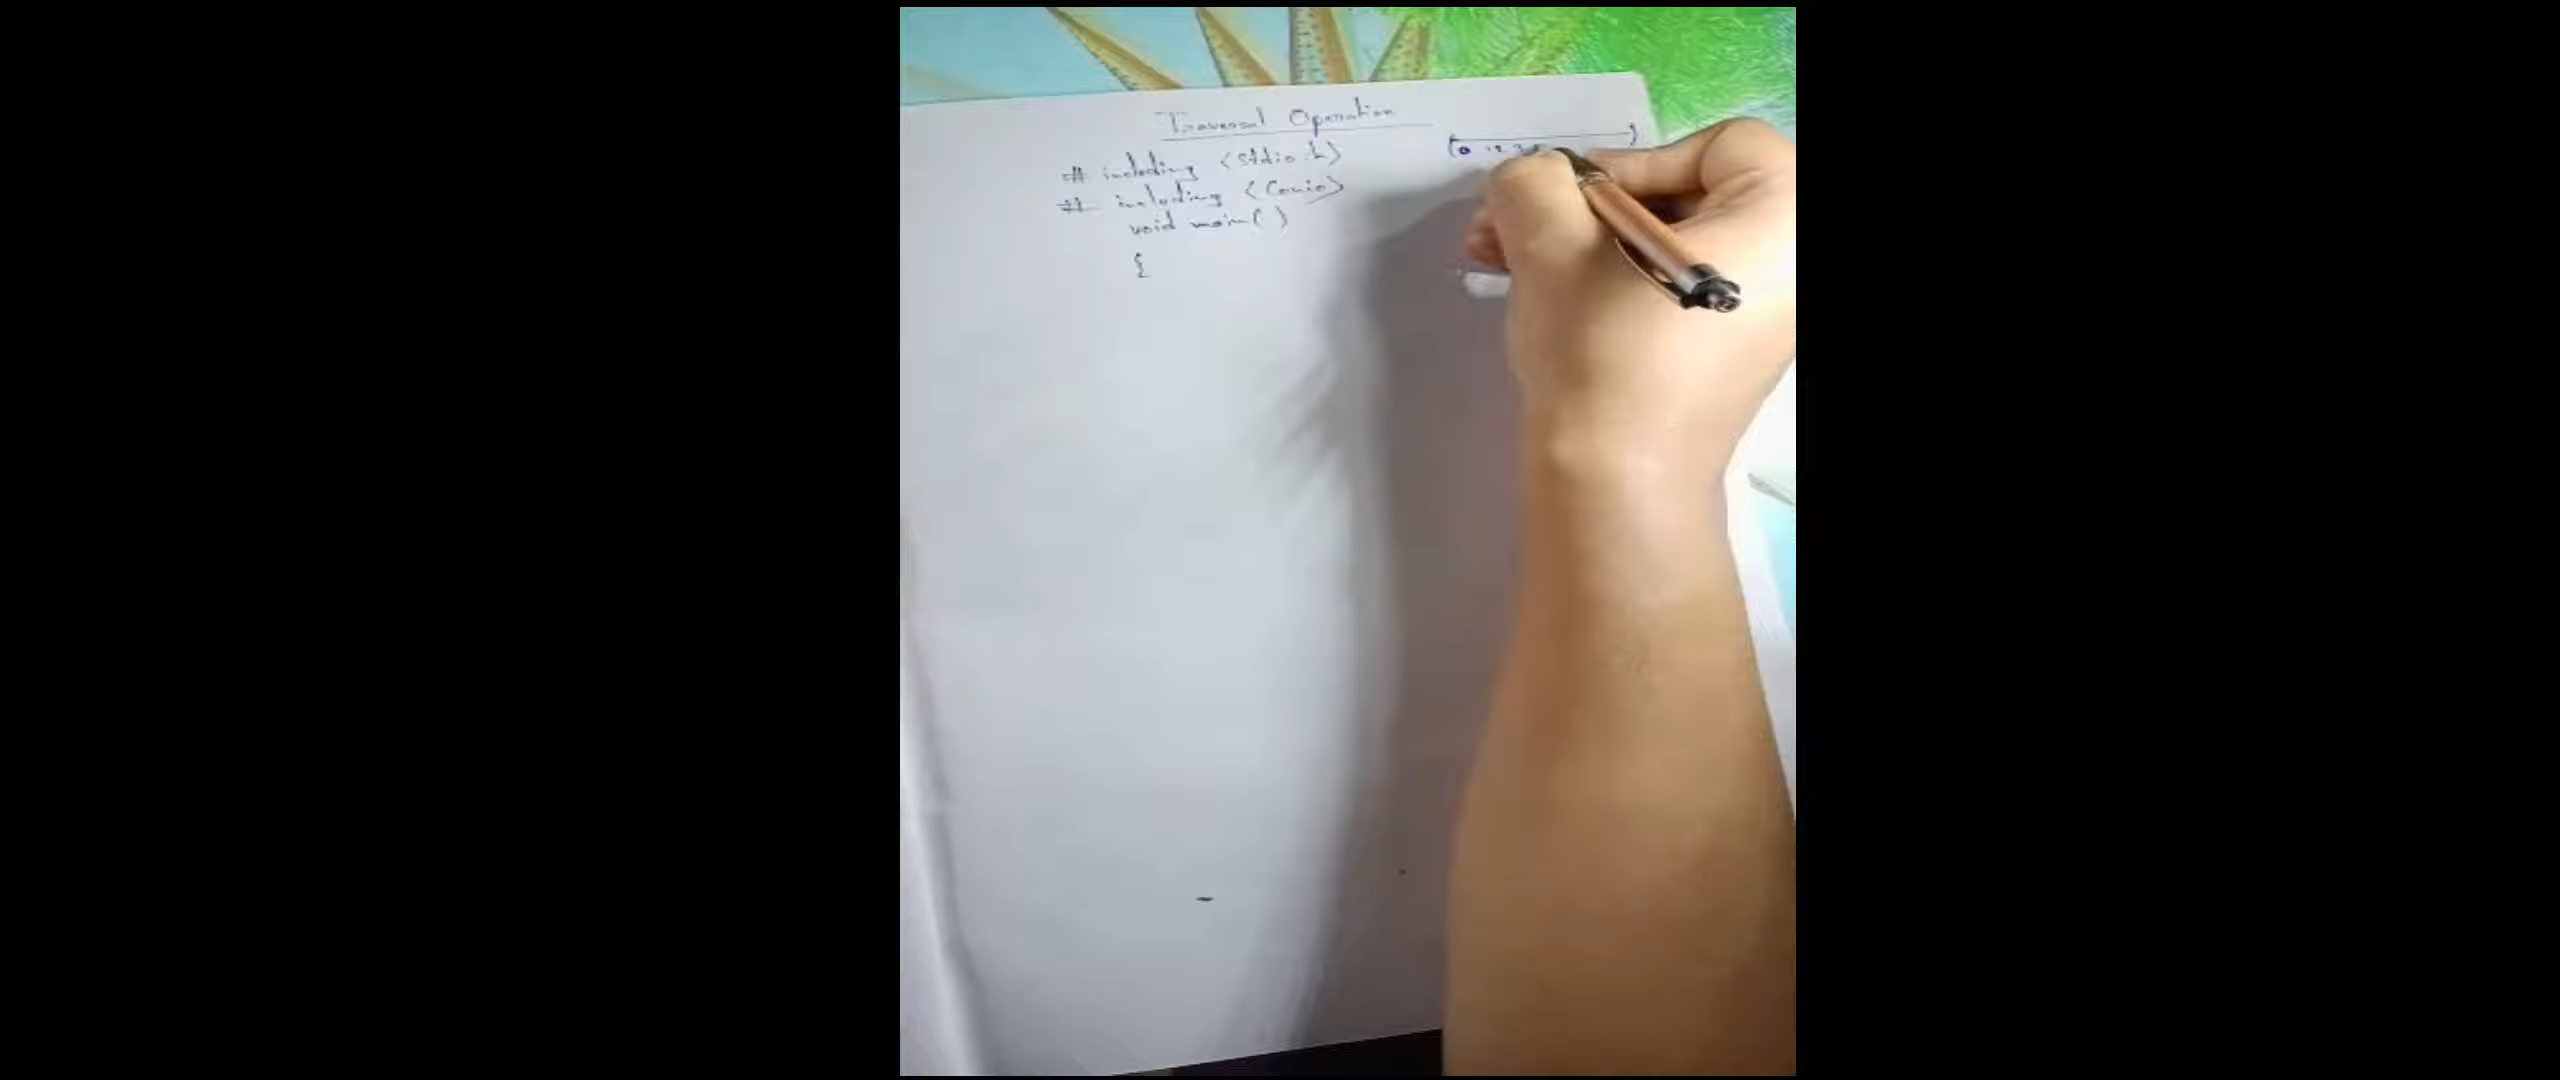 Traversal Operation
# including <stdio.h>
# including <Conio>
void main( )
{